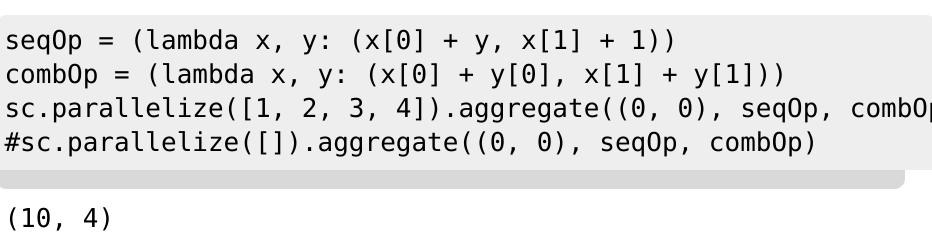 seqOp = (lambda x, y: (x[0] + y, x[1] + 1))
combOp = (lambda x, y: (x[0] + y[0], x[1] + y[1]))
sc.parallelize([1, 2, 3, 4]).aggregate((0, 0), seqOp, combOp
#sc.parallelize([]).aggregate((0, 0), seqOp, combOp)
(10, 4)